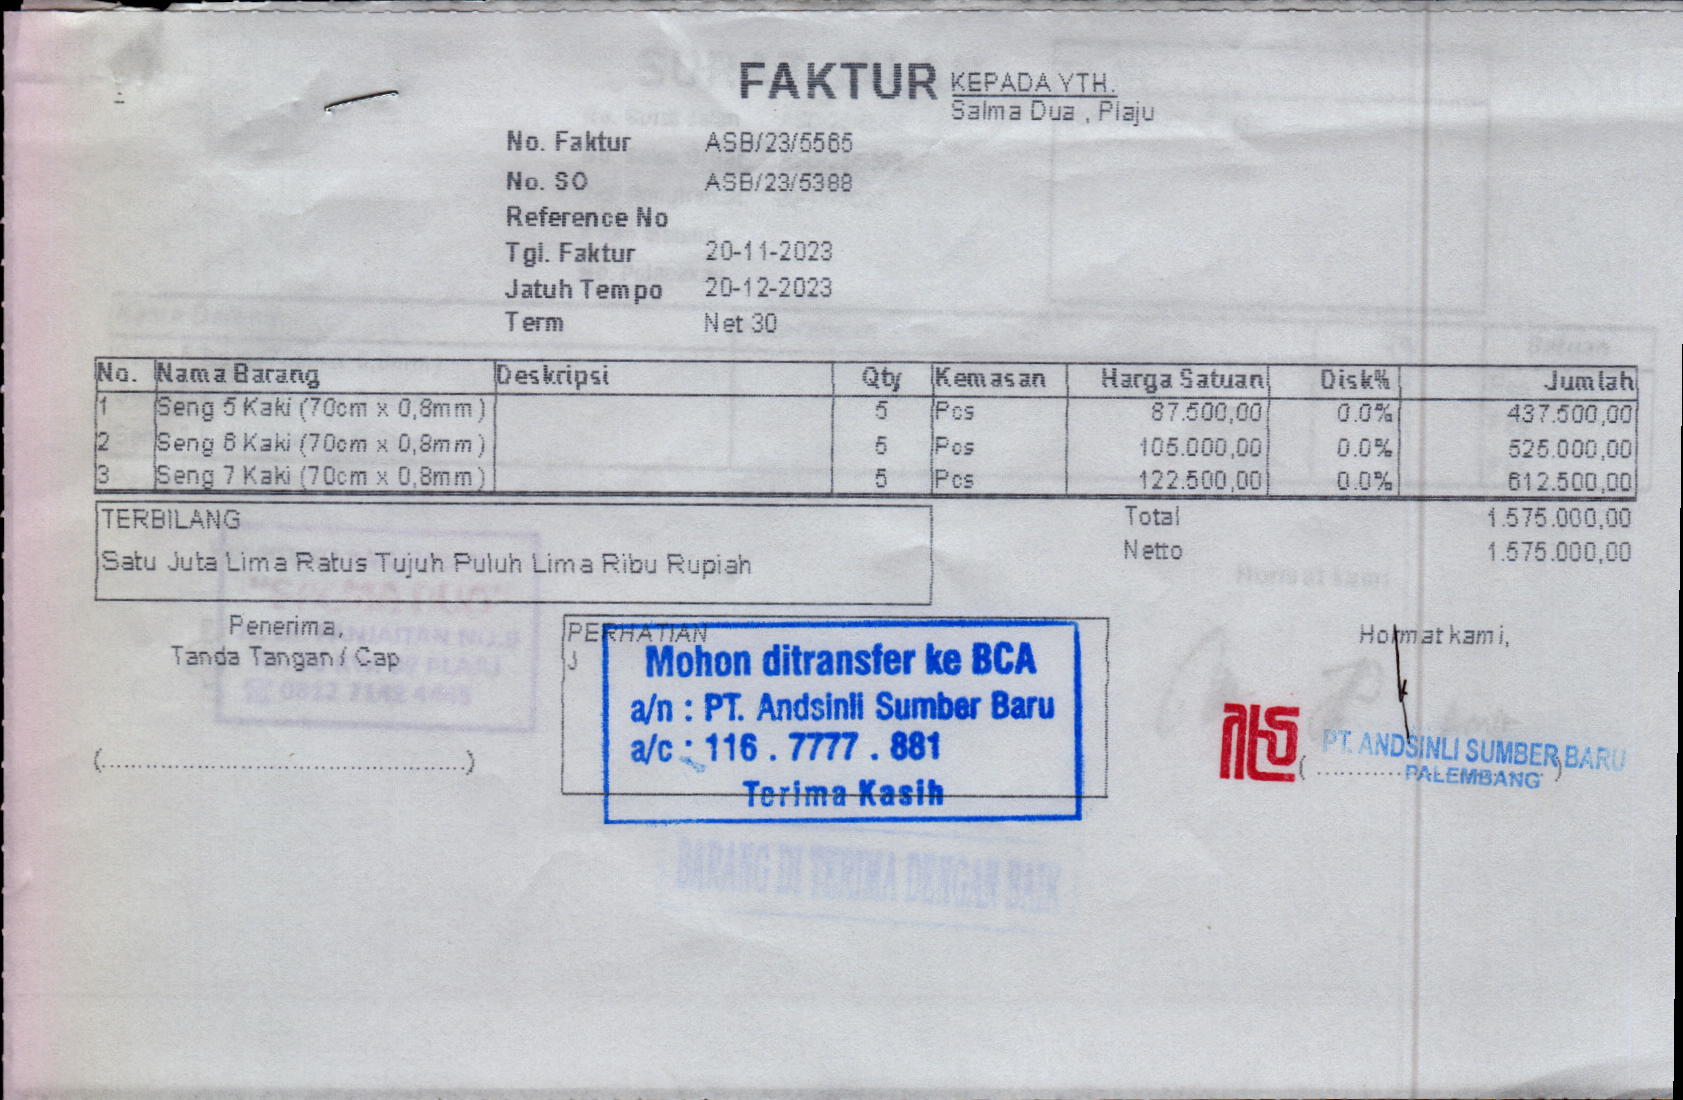 FAKTUR
KEPADA YTH.
Salma Dua , Plaju
No. Faktur ASB/23/5565
No. SO ASB/23/5388
Reference No
Tgl. Faktur 20-11-2023
Jatuh Tempo 20-12-2023
Term Net 30
No. Nama Barang Deskripsi Qty Kemasan Harga Satuan Disk% Jumlah
1 Seng 5 Kaki (70cm x 0,8mm) 5 Pcs 87.500,00 0.0% 437.500,00
2 Seng 6 Kaki (70cm x 0,8mm) 5 Pcs 105.000,00 0.0% 525.000,00
3 Seng 7 Kaki (70cm x 0,8mm) 5 Pcs 122.500,00 0.0% 612.500,00
TERBILANG
Satu Juta Lima Ratus Tujuh Puluh Lima Ribu Rupiah
Total 1.575.000,00
Netto 1.575.000,00
Penerima,
Tanda Tangan / Cap
(..................................................)
PERHATIAN
Mohon ditransfer ke BCA
a/n : PT. Andsinli Sumber Baru
a/c : 116 . 7777 . 881
Terima Kasih
Hormat kami,
PT. ANDSINLI SUMBER BARU
PALEMBANG
BARANG DI TERIMA DENGAN BAIK